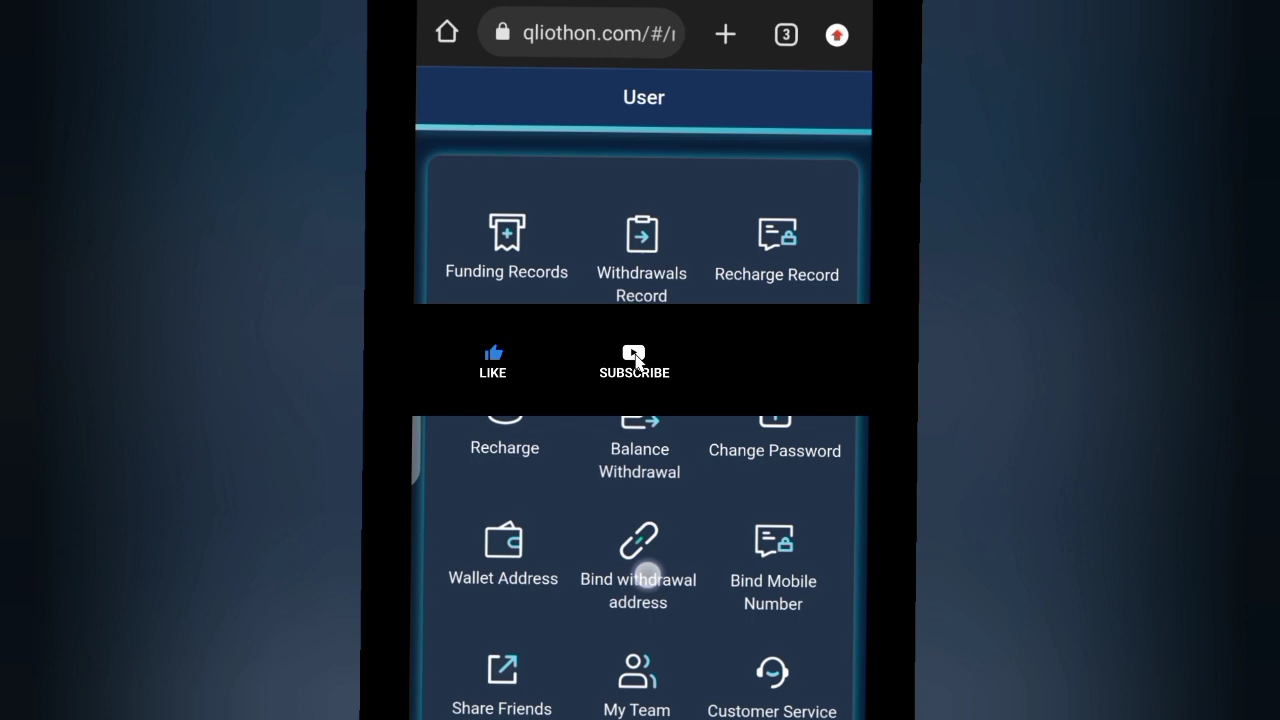 qliothon.com/#/
3
User
Funding Records
Withdrawals
Record
Recharge Record
LIKE
SUBSCRIBE
Recharge
Balance
Withdrawal
Change Password
Wallet Address
Bind withdrawal
address
Bind Mobile
Number
Share Friends
My Team
Customer Service